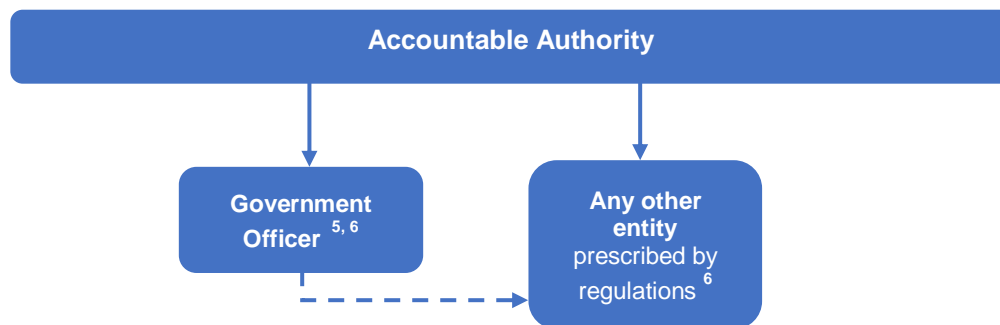 Accountable Authority
Government
Officer 5, 6
Any other
entity
prescribed by
regulations 6